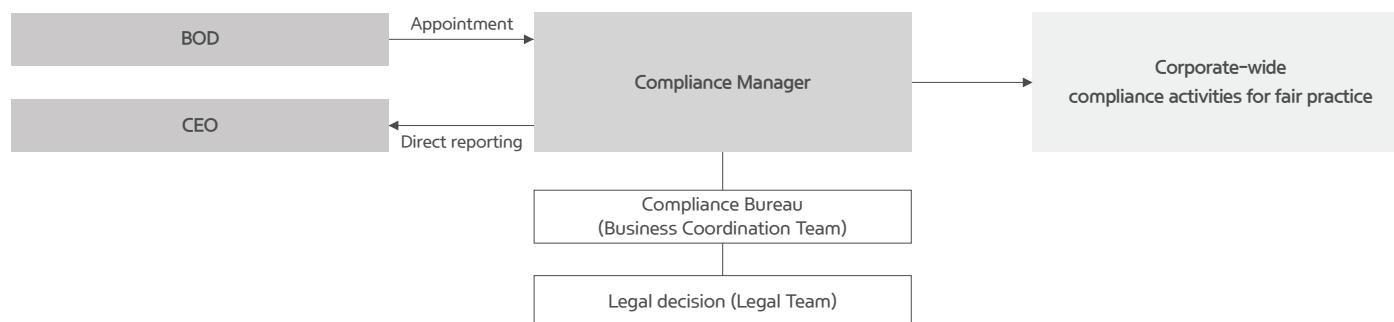 BOD
Appointment
Compliance Manager
Corporate-wide
compliance activities for fair practice
CEO
Direct reporting
Compliance Bureau
(Business Coordination Team)
Legal decision (Legal Team)